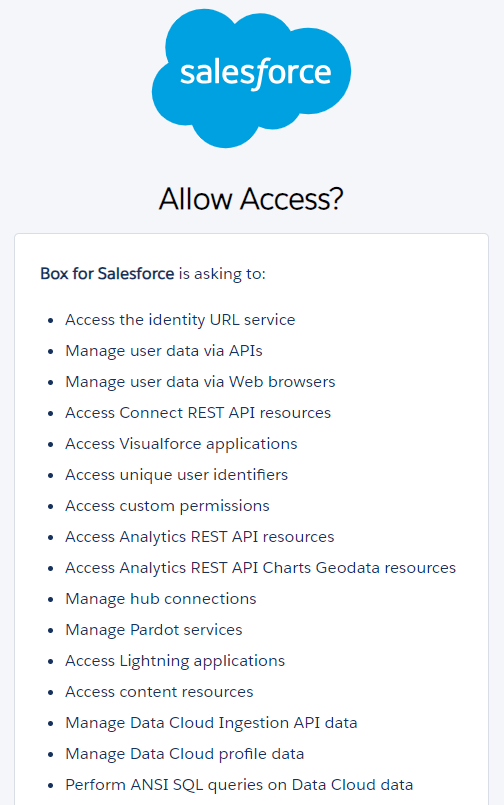 salesforce
Allow Access?
Box for Salesforce is asking to:
• Access the identity URL service
• Manage user data via APIs
• Manage user data via Web browsers
• Access Connect REST API resources
• Access Visualforce applications
• Access unique user identifiers
• Access custom permissions
• Access Analytics REST API resources
• Access Analytics REST API Charts Geodata resources
• Manage hub connections
• Manage Pardot services
• Access Lightning applications
• Access content resources
• Manage Data Cloud Ingestion API data
• Manage Data Cloud profile data
• Perform ANSI SQL queries on Data Cloud data